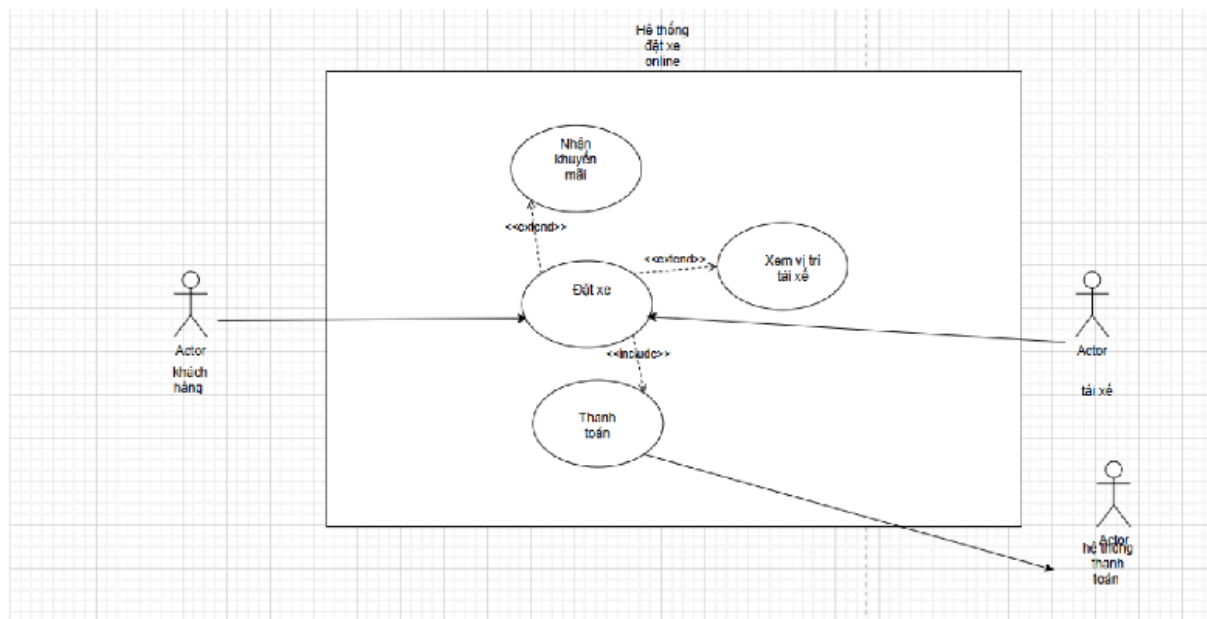 Hệ thống
đặt xe
online
Nhận
khuyến
mãi
<<extend>>
<<extend>>
Xem vị trí
tài xế
Đặt xe
<<include>>
Thanh
toán
Actor
khách
hàng
Actor
tài xế
Actor
hệ thống
thanh
toán